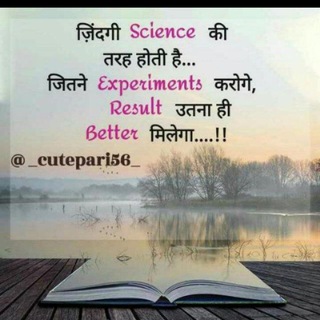 ज़िंदगी Science की
तरह होती है...
जितने Experiments करोगे,
Result उतना ही
Better मिलेगा....!!
@_cutepari56_